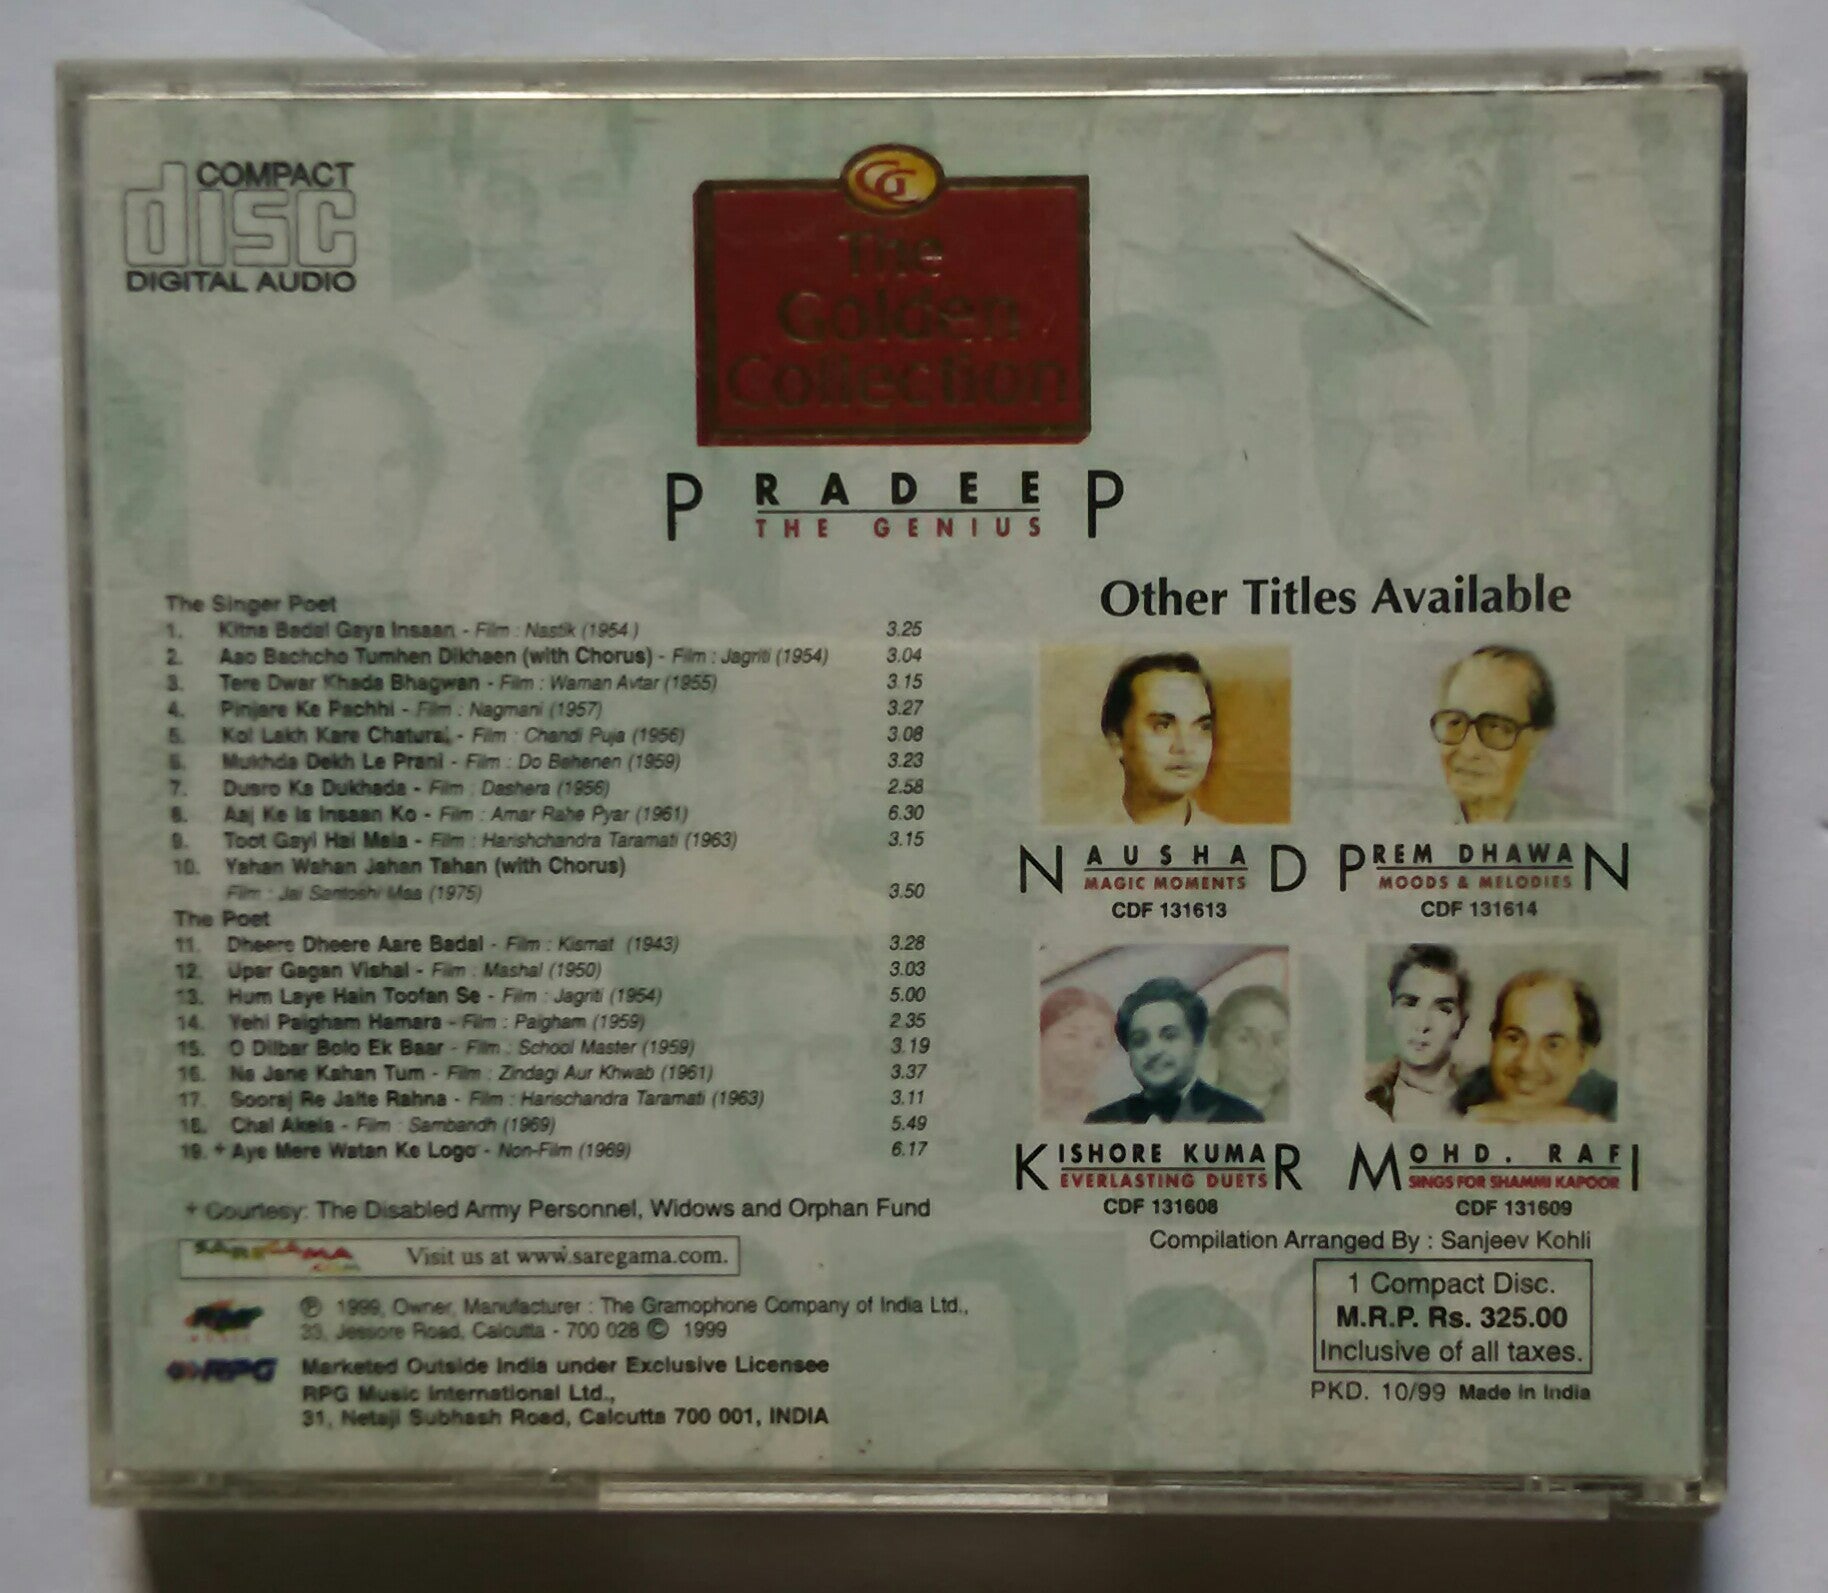 COMPACT
disc
DIGITAL AUDIO
GC
The
Golden
Collection
PRADEEP
THE GENIUS
The Singer Poet
1. Kitna Badal Gaya Insaan - Film : Nastik (1954) 3.25
2. Aao Bachcho Tumhen Dikhaen (with Chorus) - Film : Jagriti (1954) 3.04
3. Tere Dwar Khada Bhagwan - Film : Waman Avtar (1955) 3.15
4. Pinjare Ke Pachhi - Film : Nagmani (1957) 3.27
5. Koi Lakh Kare Chaturai, - Film : Chandi Puja (1956) 3.08
6. Mukhda Dekh Le Prani - Film : Do Behenen (1959) 3.23
7. Dusro Ka Dukhada - Film : Dashera (1956) 2.58
8. Aaj Ke Is Insaan Ko - Film : Amar Rahe Pyar (1961) 6.30
9. Toot Gayi Hai Mala - Film : Harishchandra Taramati (1963) 3.15
10. Yahan Wahan Jahan Tahan (with Chorus)
Film : Jai Santoshi Maa (1975) 3.50
The Poet
11. Dheere Dheere Aare Badal - Film : Kismat (1943) 3.28
12. Upar Gagan Vishal - Film : Mashal (1950) 3.03
13. Hum Laye Hain Toofan Se - Film : Jagriti (1954) 5.00
14. Yehi Paigham Hamara - Film : Paigham (1959) 2.35
15. O Dilbar Bolo Ek Baar - Film : School Master (1959) 3.19
16. Na Jane Kahan Tum - Film : Zindagi Aur Khwab (1961) 3.37
17. Sooraj Re Jalte Rahna - Film : Harischandra Taramati (1963) 3.11
18. Chal Akela - Film : Sambandh (1969) 5.49
19. + Aye Mere Watan Ke Logo - Non-Film (1969) 6.17
+ Courtesy: The Disabled Army Personnel, Widows and Orphan Fund
SAREGAMA.com Visit us at www.saregama.com.
℗ 1999, Owner, Manufacturer : The Gramophone Company of India Ltd.,
33, Jessore Road, Calcutta - 700 028 © 1999
RPG
Marketed Outside India under Exclusive Licensee
RPG Music International Ltd.,
31, Netaji Subhash Road, Calcutta 700 001, INDIA
Other Titles Available
NAUSHAD
MAGIC MOMENTS
CDF 131613
PREM DHAWAN
MOODS & MELODIES
CDF 131614
KISHORE KUMAR
EVERLASTING DUETS
CDF 131608
MOHD. RAFI
SINGS FOR SHAMMI KAPOOR
CDF 131609
Compilation Arranged By : Sanjeev Kohli
1 Compact Disc.
M.R.P. Rs. 325.00
Inclusive of all taxes.
PKD. 10/99 Made in India